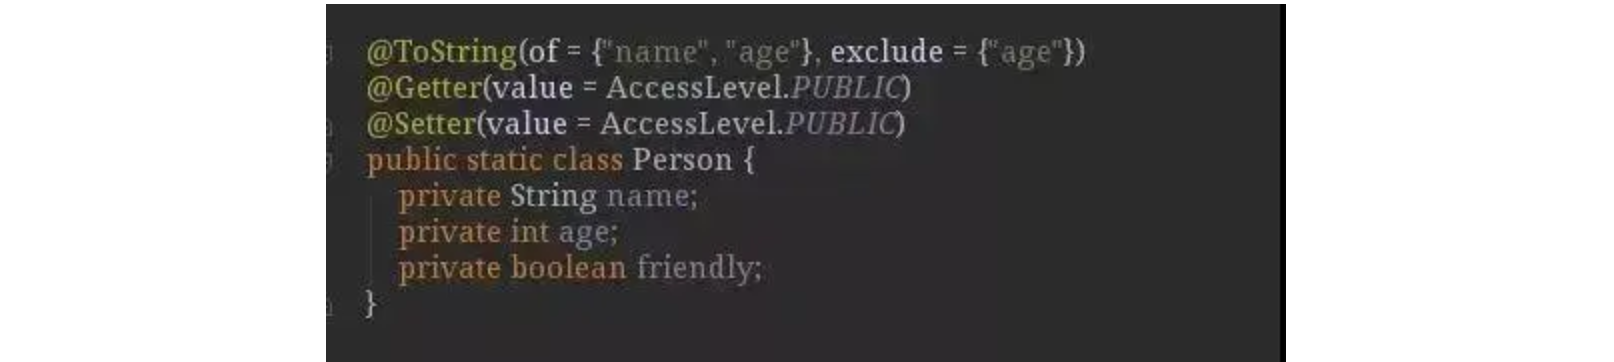 @ToString(of = {"name", "age"}, exclude = {"age"})
@Getter(value = AccessLevel.PUBLIC)
@Setter(value = AccessLevel.PUBLIC)
public static class Person {
    private String name;
    private int age;
    private boolean friendly;
}